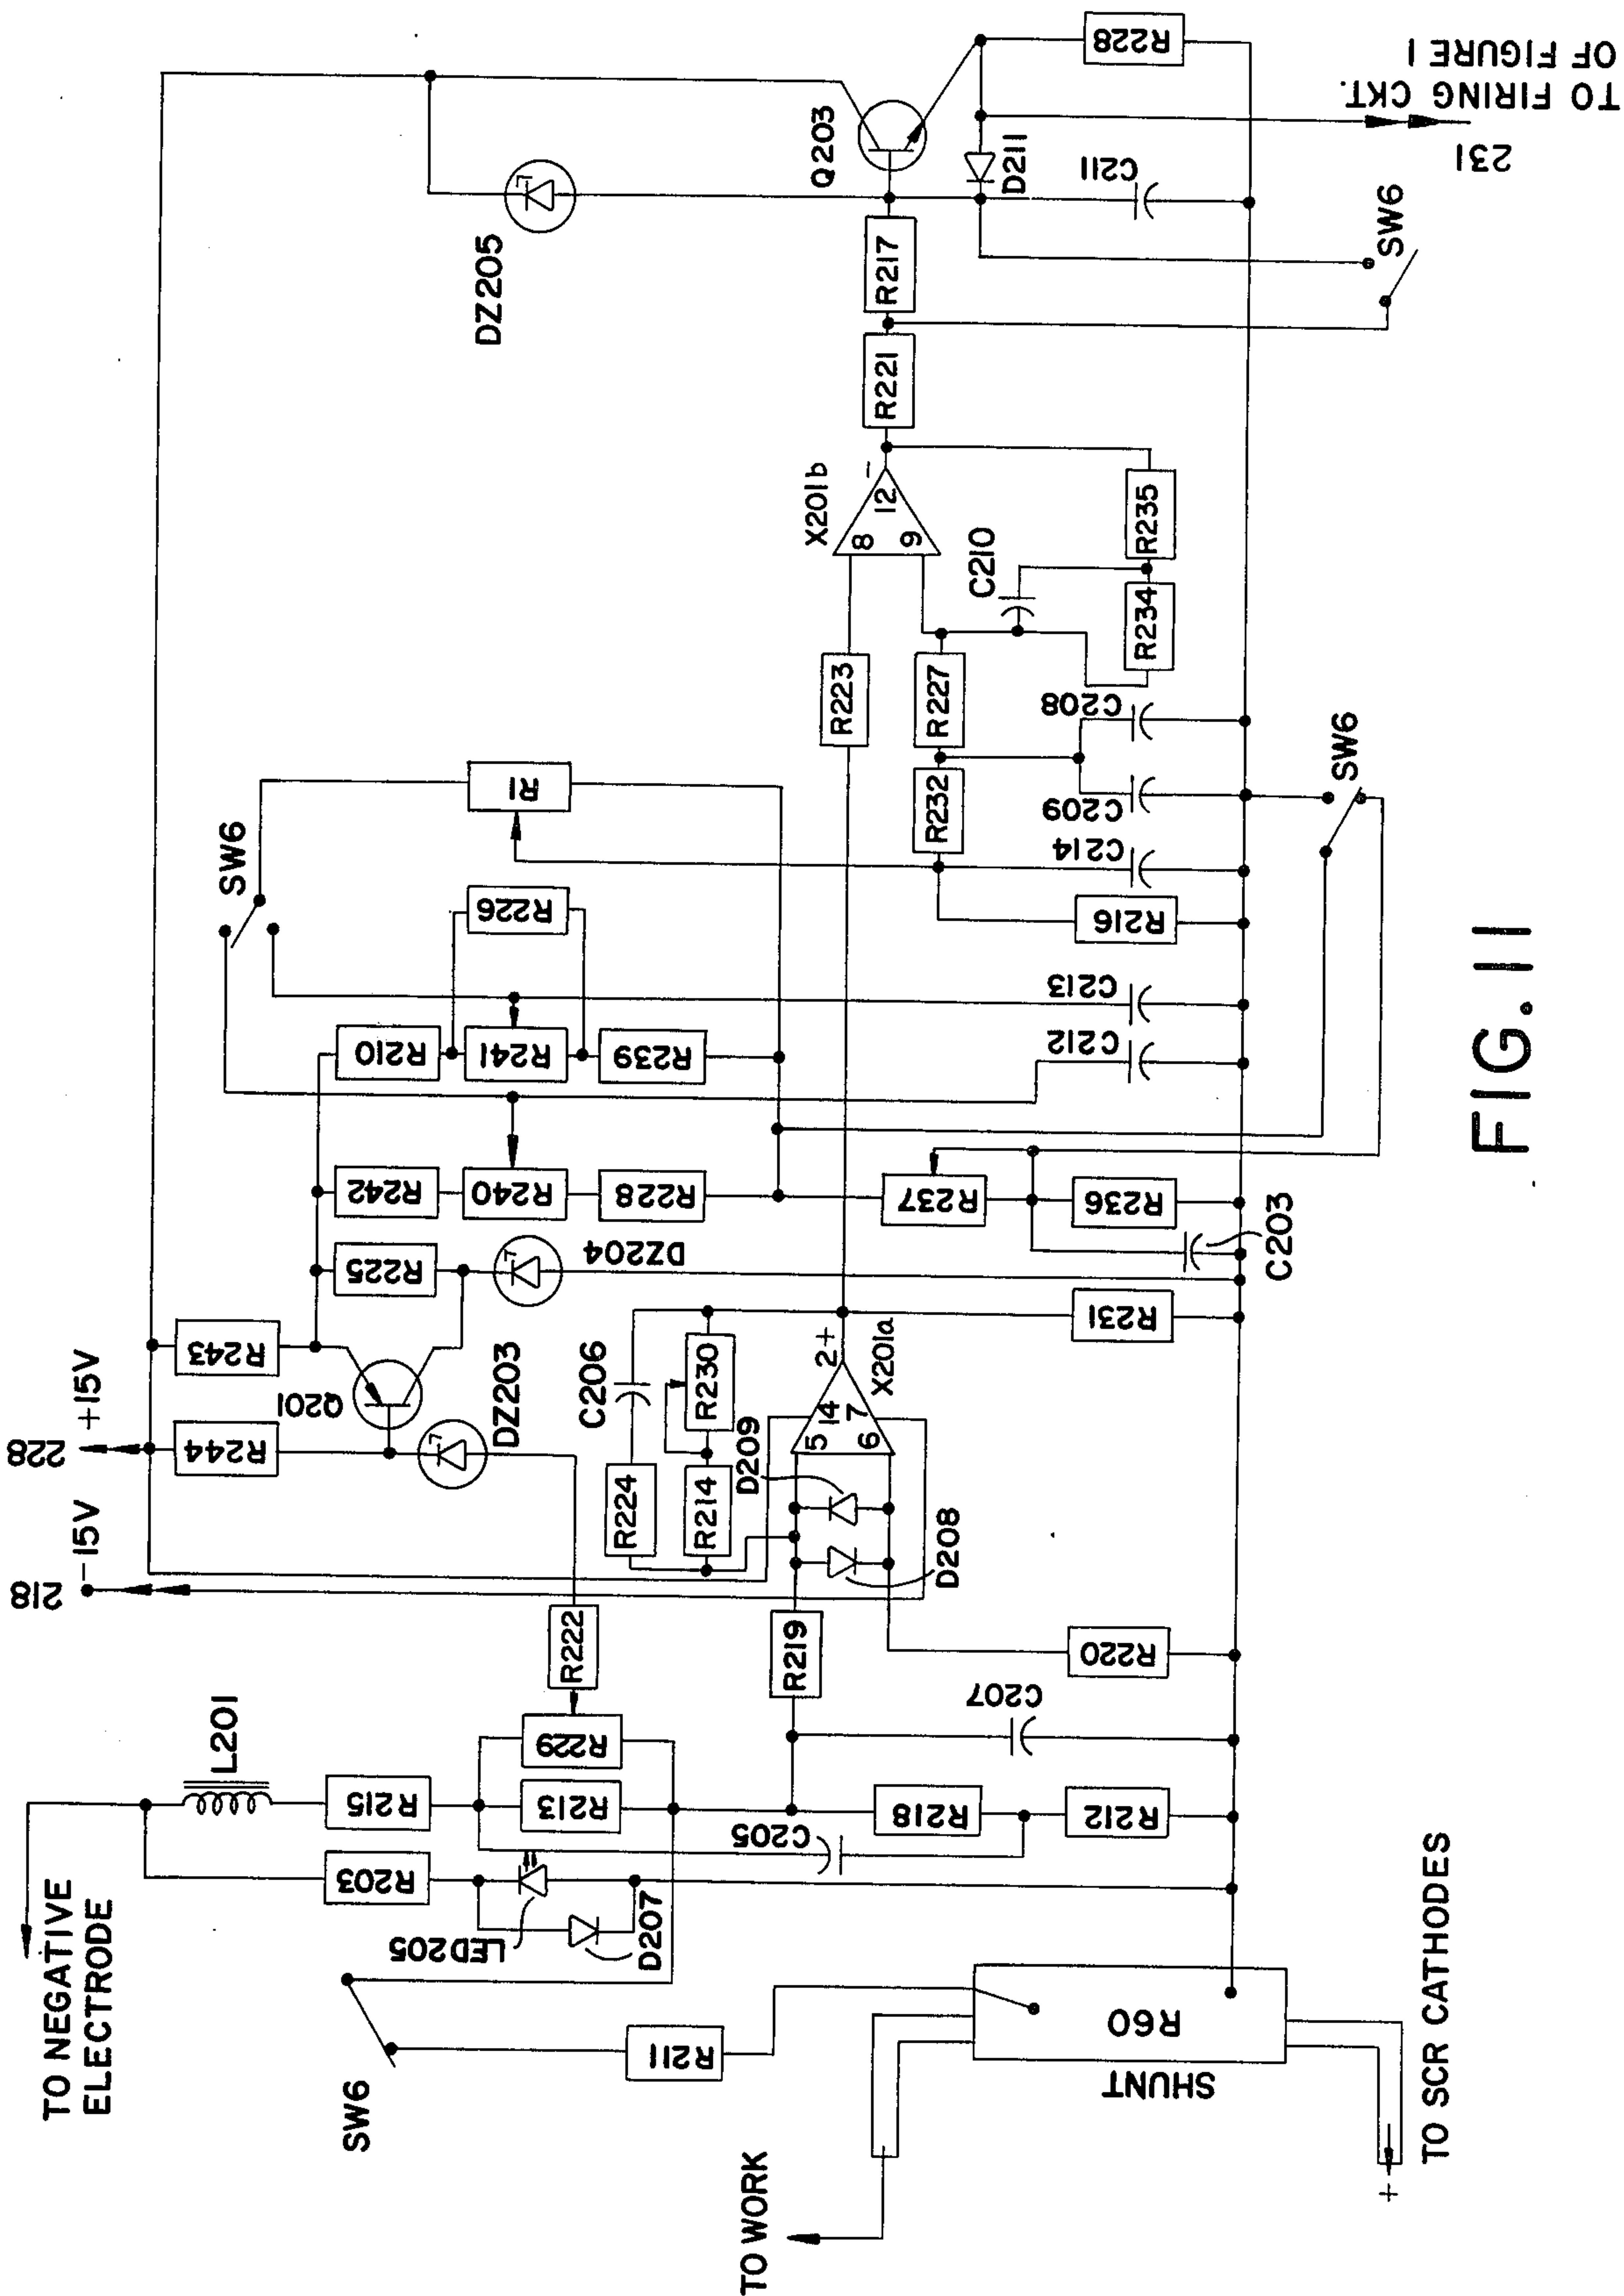 TO NEGATIVE
ELECTRODE
SW6
L201
R203
R215
LED205
D207
R213
R229
C205
R218
R212
R211
R60
SHUNT
TO WORK
+
TO SCR CATHODES
218
-15V
228
+15V
R222
R219
C207
R220
R244
R243
Q201
DZ203
R225
DZ204
C206
R224
R214
R230
D209
D208
5
14
2+
6
7
X201a
R231
R242
R240
R228
R210
R241
R239
R226
SW6
R1
R237
R236
C203
C212
C213
R216
C214
C209
C208
SW6
R223
R232
R227
C210
R234
R235
X201b
8
9
12
-
R221
R217
DZ205
Q203
D211
C211
R228
SW6
231
TO FIRING CKT.
OF FIGURE 1
FIG. 11